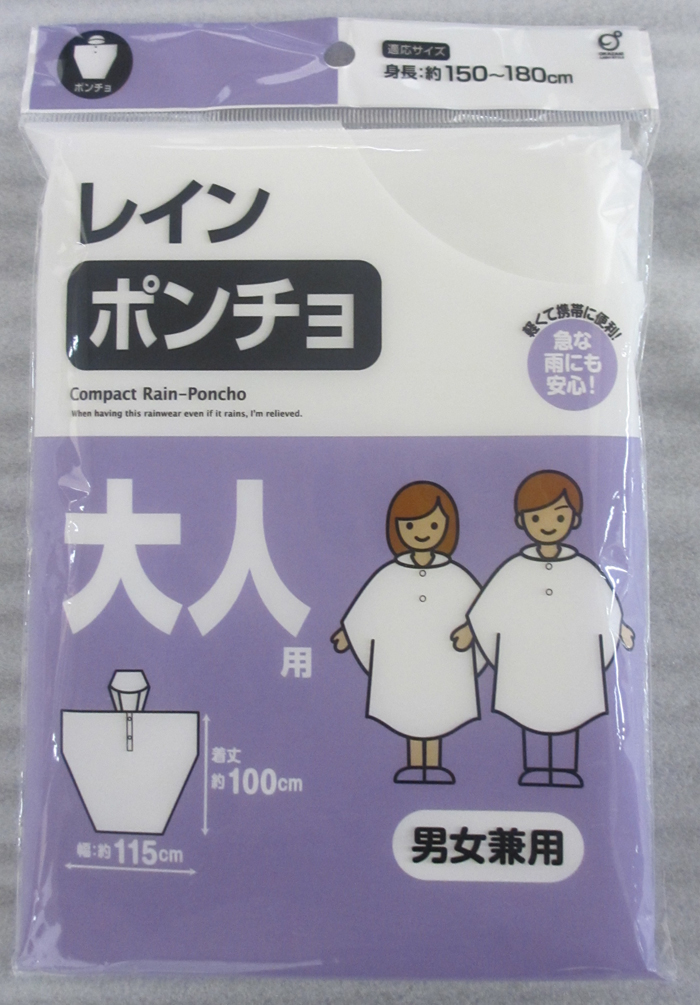 ポンチョ
適応サイズ
身長:約150〜180cm
レイン
ポンチョ
Compact Rain-Poncho
When having this rainwear even if it rains, I'm relieved.
軽くて携帯に便利!
急な
雨にも
安心!
大人
用
着丈
約100cm
幅:約115cm
男女兼用